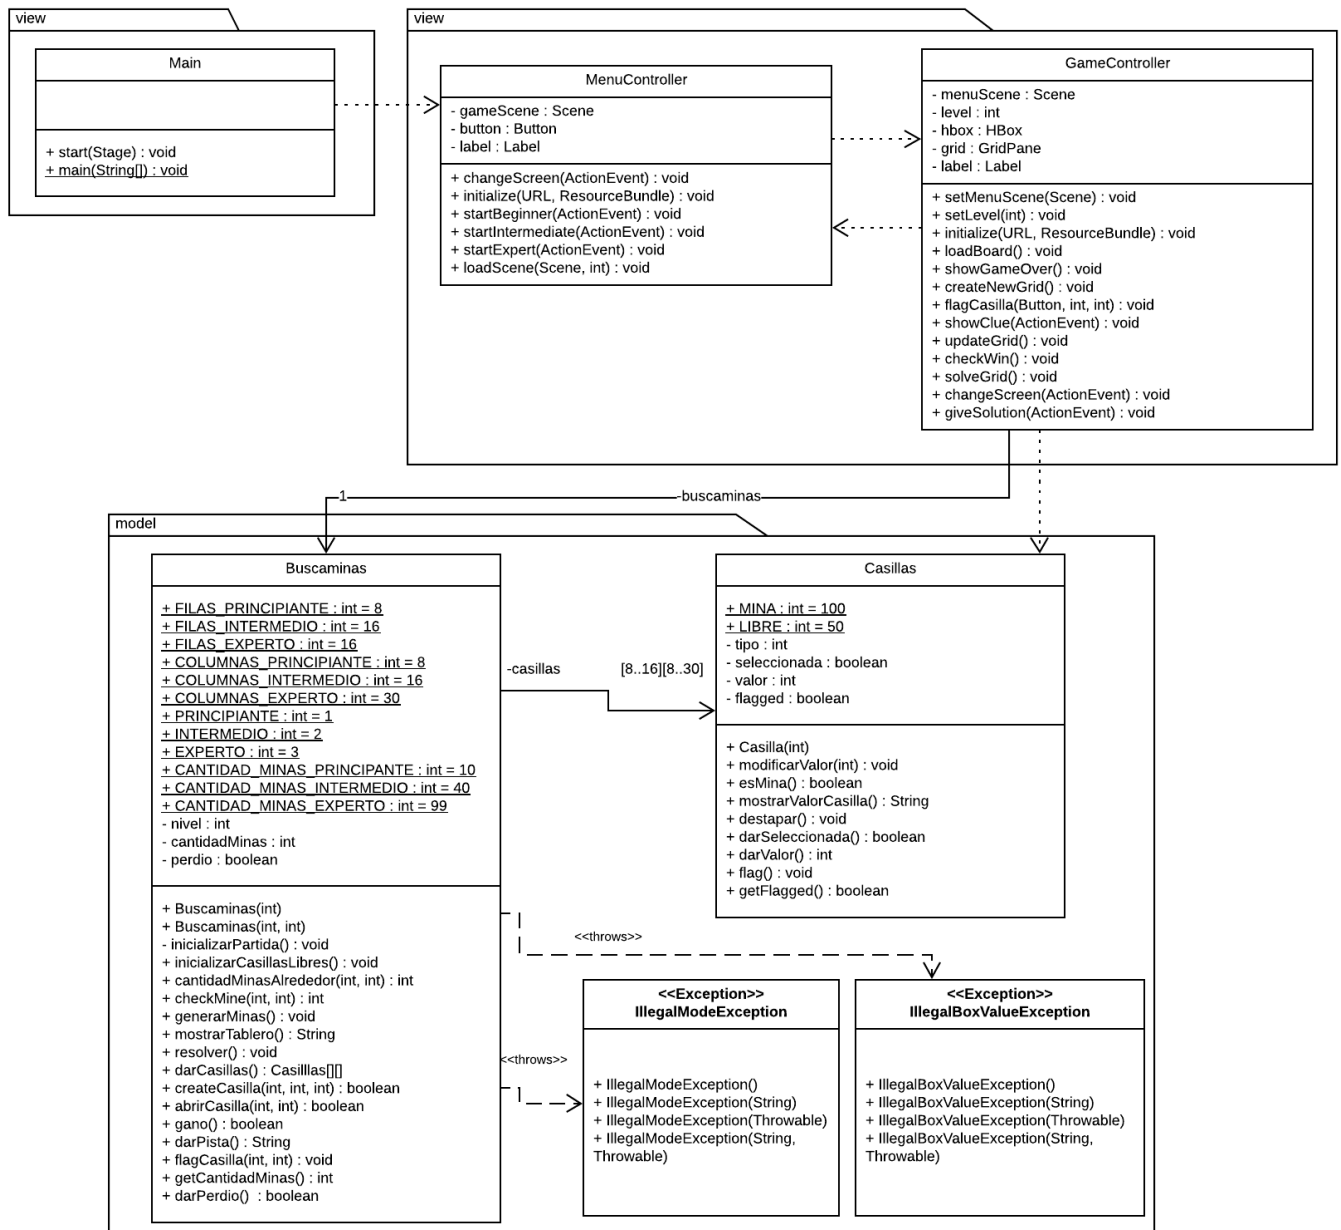 view
Main
+ start(Stage) : void
+ main(String[]) : void
view
MenuController
- gameScene : Scene
- button : Button
- label : Label
+ changeScreen(ActionEvent) : void
+ initialize(URL, ResourceBundle) : void
+ startBeginner(ActionEvent) : void
+ startIntermediate(ActionEvent) : void
+ startExpert(ActionEvent) : void
+ loadScene(Scene, int) : void
GameController
- menuScene : Scene
- level : int
- hbox : HBox
- grid : GridPane
- label : Label
+ setMenuScene(Scene) : void
+ setLevel(int) : void
+ initialize(URL, ResourceBundle) : void
+ loadBoard() : void
+ showGameOver() : void
+ createNewGrid() : void
+ flagCasilla(Button, int, int) : void
+ showClue(ActionEvent) : void
+ updateGrid() : void
+ checkWin() : void
+ solveGrid() : void
+ changeScreen(ActionEvent) : void
+ giveSolution(ActionEvent) : void
1
-buscaminas
model
Buscaminas
+ FILAS_PRINCIPIANTE : int = 8
+ FILAS_INTERMEDIO : int = 16
+ FILAS_EXPERTO : int = 16
+ COLUMNAS_PRINCIPIANTE : int = 8
+ COLUMNAS_INTERMEDIO : int = 16
+ COLUMNAS_EXPERTO : int = 30
+ PRINCIPIANTE : int = 1
+ INTERMEDIO : int = 2
+ EXPERTO : int = 3
+ CANTIDAD_MINAS_PRINCIPANTE : int = 10
+ CANTIDAD_MINAS_INTERMEDIO : int = 40
+ CANTIDAD_MINAS_EXPERTO : int = 99
- nivel : int
- cantidadMinas : int
- perdio : boolean
+ Buscaminas(int)
+ Buscaminas(int, int)
- inicializarPartida() : void
+ inicializarCasillasLibres() : void
+ cantidadMinasAlrededor(int, int) : int
+ checkMine(int, int) : int
+ generarMinas() : void
+ mostrarTablero() : String
+ resolver() : void
+ darCasillas() : Casilllas[][]
+ createCasilla(int, int, int) : boolean
+ abrirCasilla(int, int) : boolean
+ gano() : boolean
+ darPista() : String
+ flagCasilla(int, int) : void
+ getCantidadMinas() : int
+ darPerdio() : boolean
-casillas
[8..16][8..30]
Casillas
+ MINA : int = 100
+ LIBRE : int = 50
- tipo : int
- seleccionada : boolean
- valor : int
- flagged : boolean
+ Casilla(int)
+ modificarValor(int) : void
+ esMina() : boolean
+ mostrarValorCasilla() : String
+ destapar() : void
+ darSeleccionada() : boolean
+ darValor() : int
+ flag() : void
+ getFlagged() : boolean
<<throws>>
<<throws>>
<<Exception>>
IllegalModeException
+ IllegalModeException()
+ IllegalModeException(String)
+ IllegalModeException(Throwable)
+ IllegalModeException(String,
Throwable)
<<Exception>>
IllegalBoxValueException
+ IllegalBoxValueException()
+ IllegalBoxValueException(String)
+ IllegalBoxValueException(Throwable)
+ IllegalBoxValueException(String,
Throwable)